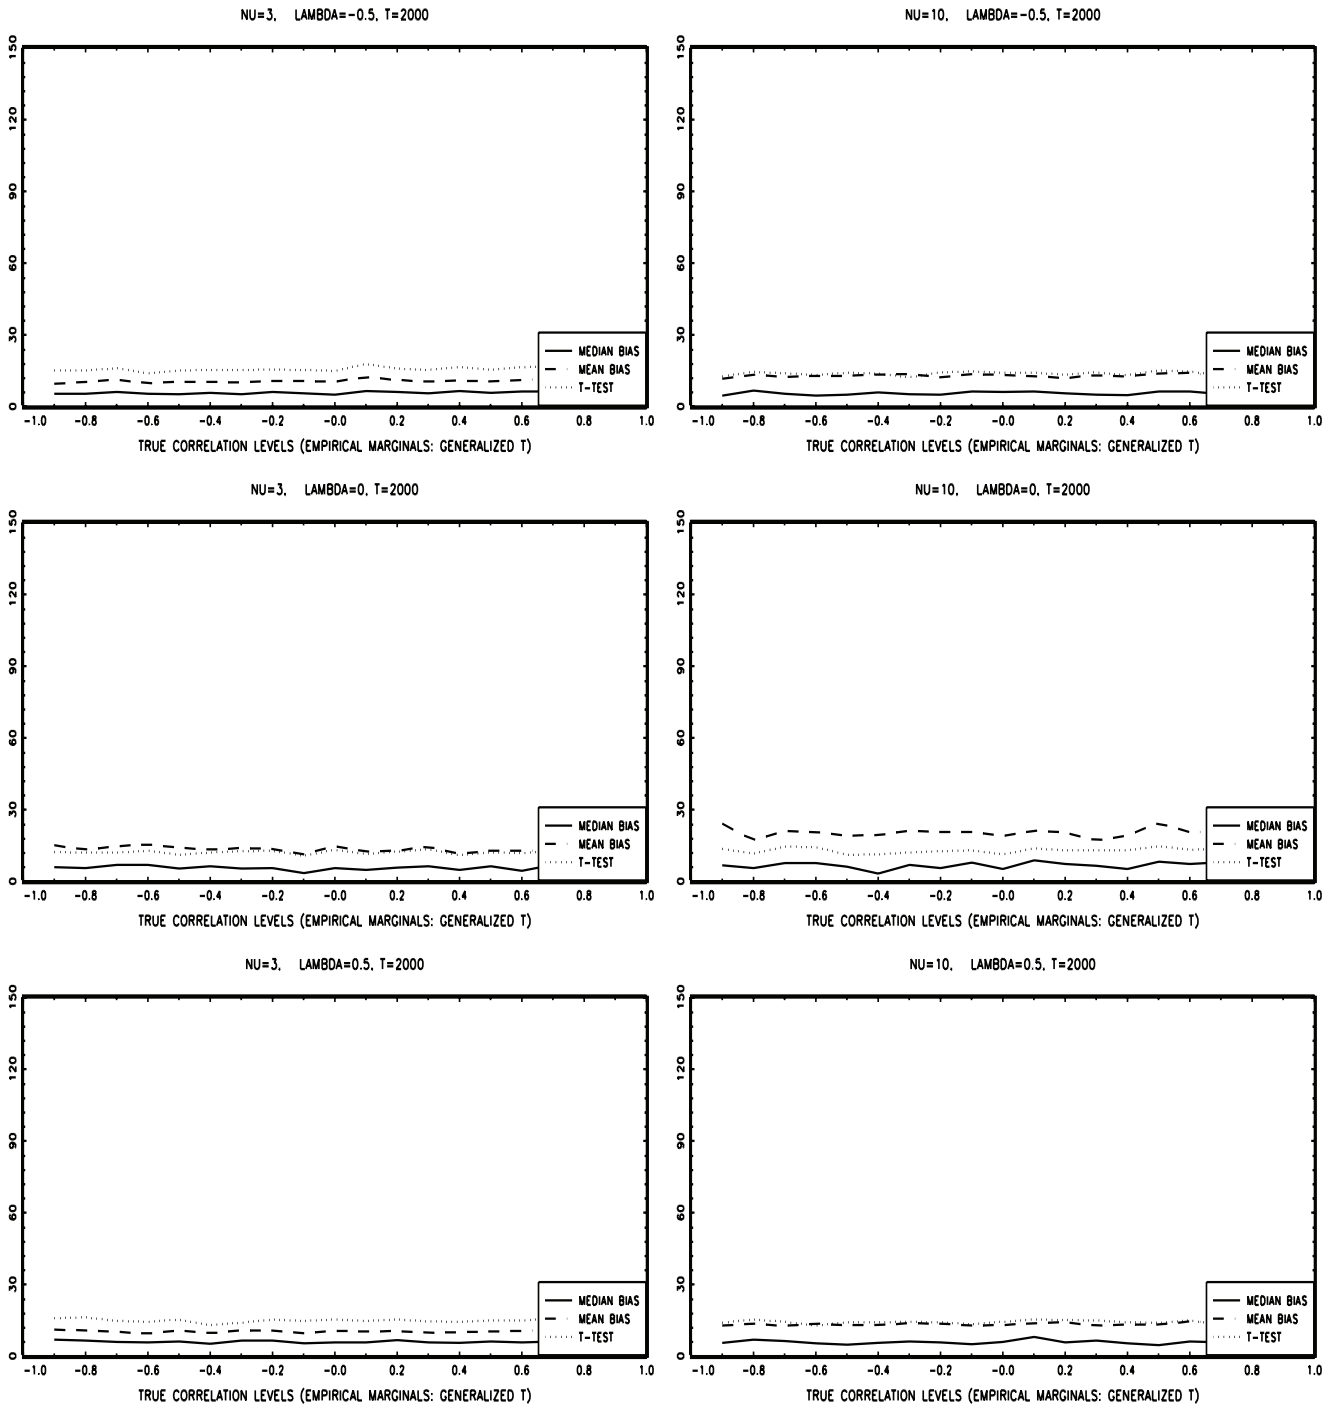 NU=3, LAMBDA=-0.5, T=2000
150
120
90
60
30
0
MEDIAN BIAS
MEAN BIAS
T-TEST
-1.0 -0.8 -0.6 -0.4 -0.2 -0.0 0.2 0.4 0.6 0.8 1.0
TRUE CORRELATION LEVELS (EMPIRICAL MARGINALS: GENERALIZED T)
NU=10, LAMBDA=-0.5, T=2000
150
120
90
60
30
0
MEDIAN BIAS
MEAN BIAS
T-TEST
-1.0 -0.8 -0.6 -0.4 -0.2 -0.0 0.2 0.4 0.6 0.8 1.0
TRUE CORRELATION LEVELS (EMPIRICAL MARGINALS: GENERALIZED T)
NU=3, LAMBDA=0, T=2000
150
120
90
60
30
0
MEDIAN BIAS
MEAN BIAS
T-TEST
-1.0 -0.8 -0.6 -0.4 -0.2 -0.0 0.2 0.4 0.6 0.8 1.0
TRUE CORRELATION LEVELS (EMPIRICAL MARGINALS: GENERALIZED T)
NU=10, LAMBDA=0, T=2000
150
120
90
60
30
0
MEDIAN BIAS
MEAN BIAS
T-TEST
-1.0 -0.8 -0.6 -0.4 -0.2 -0.0 0.2 0.4 0.6 0.8 1.0
TRUE CORRELATION LEVELS (EMPIRICAL MARGINALS: GENERALIZED T)
NU=3, LAMBDA=0.5, T=2000
150
120
90
60
30
0
MEDIAN BIAS
MEAN BIAS
T-TEST
-1.0 -0.8 -0.6 -0.4 -0.2 -0.0 0.2 0.4 0.6 0.8 1.0
TRUE CORRELATION LEVELS (EMPIRICAL MARGINALS: GENERALIZED T)
NU=10, LAMBDA=0.5, T=2000
150
120
90
60
30
0
MEDIAN BIAS
MEAN BIAS
T-TEST
-1.0 -0.8 -0.6 -0.4 -0.2 -0.0 0.2 0.4 0.6 0.8 1.0
TRUE CORRELATION LEVELS (EMPIRICAL MARGINALS: GENERALIZED T)